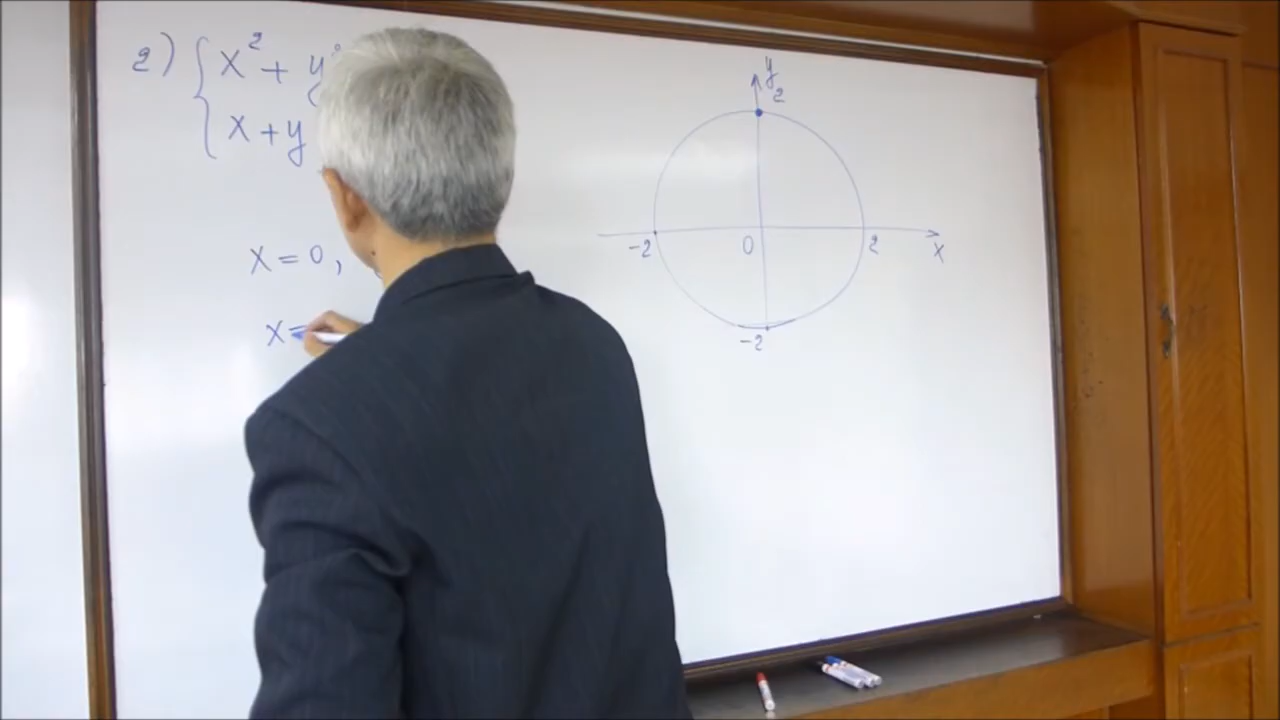 2) { x² + y
x + y
x = 0,
x =
y
2
-2
0
2
x
-2